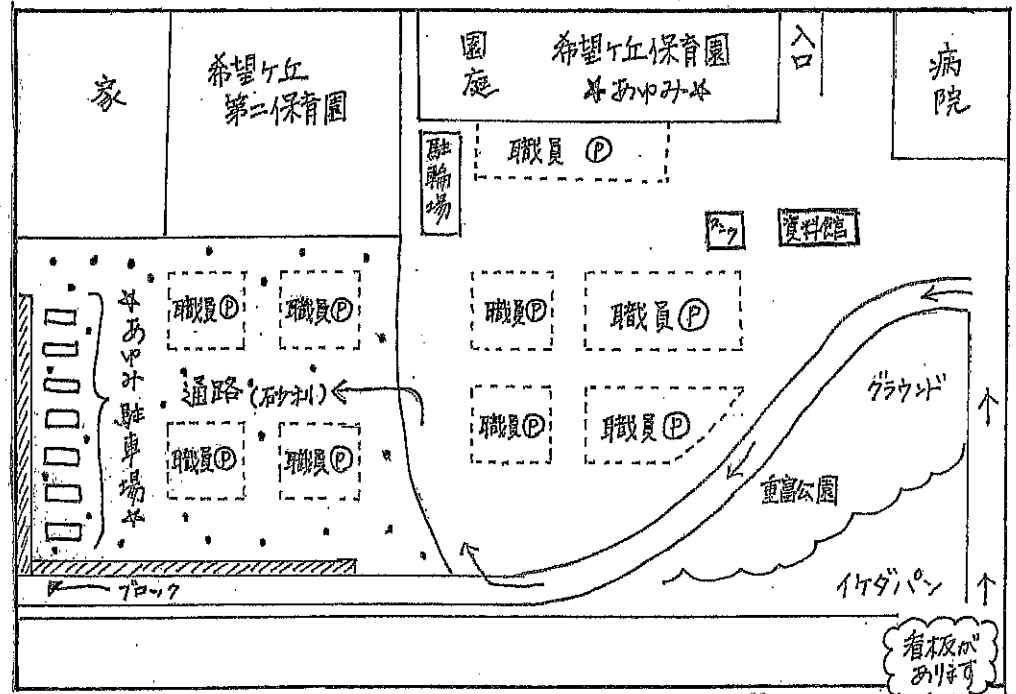 家
希望ヶ丘
第二保育園
園庭
希望ヶ丘保育園
☆あゆみ☆
入口
病院
駐輪場
職員 Ⓟ
タンク
資料館
職員Ⓟ
職員Ⓟ
職員Ⓟ
職員Ⓟ
☆あゆみ駐車場☆
通路(砂利)
グラウンド
職員Ⓟ
職員Ⓟ
職員Ⓟ
職員Ⓟ
重富公園
ブロック
イケダパン
看板が
あります